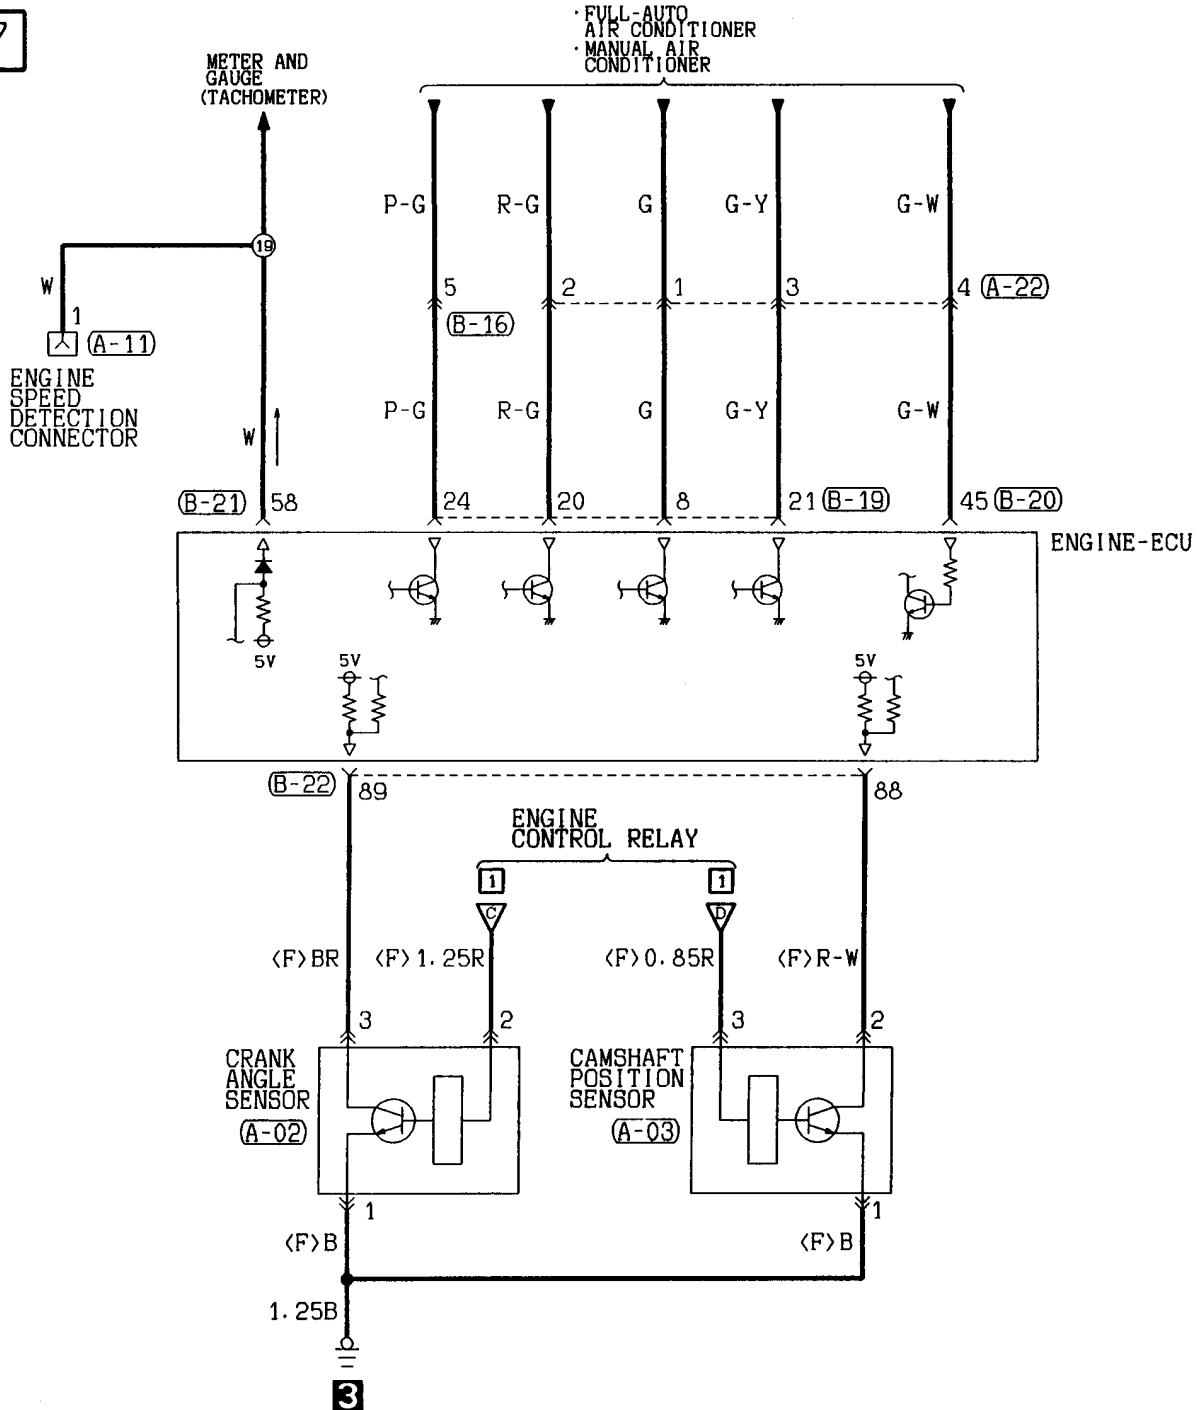 7
· FULL-AUTO
AIR CONDITIONER
· MANUAL AIR
CONDITIONER
METER AND
GAUGE
(TACHOMETER)
P-G R-G G G-Y G-W
19
W
1 A-11
5 2 1 3 4 A-22
B-16
ENGINE
SPEED
DETECTION
CONNECTOR
P-G R-G G G-Y G-W
W
B-21 58 24 20 8 21 B-19 45 B-20
ENGINE-ECU
5V
5V 5V
B-22 89 88
ENGINE
CONTROL RELAY
1 1
C D
<F>BR <F>1.25R <F>0.85R <F>R-W
3 2 3 2
CRANK
ANGLE
SENSOR
A-02
CAMSHAFT
POSITION
SENSOR
A-03
1 1
<F>B <F>B
1.25B
3